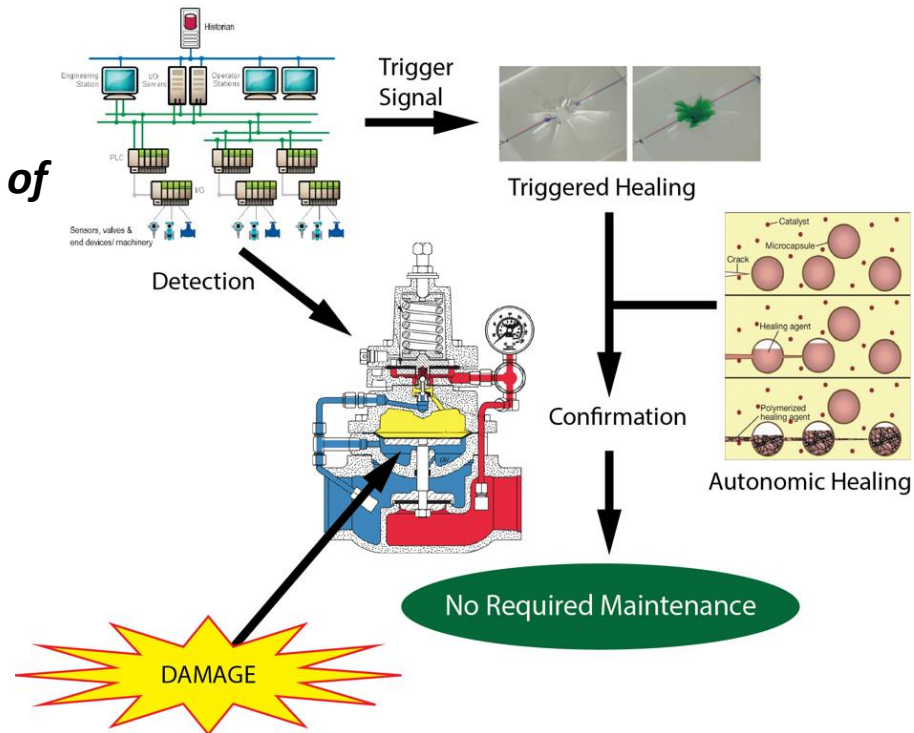 Historian
Engineering
Station
I/O
Servers
Operator
Stations
Trigger
Signal
PLC
I/O
of
Sensors, valves &
end devices/ machinery
Triggered Healing
Detection
Catalyst
Microcapsule
Crack
Healing agent
Polymerized
healing agent
Confirmation
Oil
Autonomic Healing
No Required Maintenance
DAMAGE